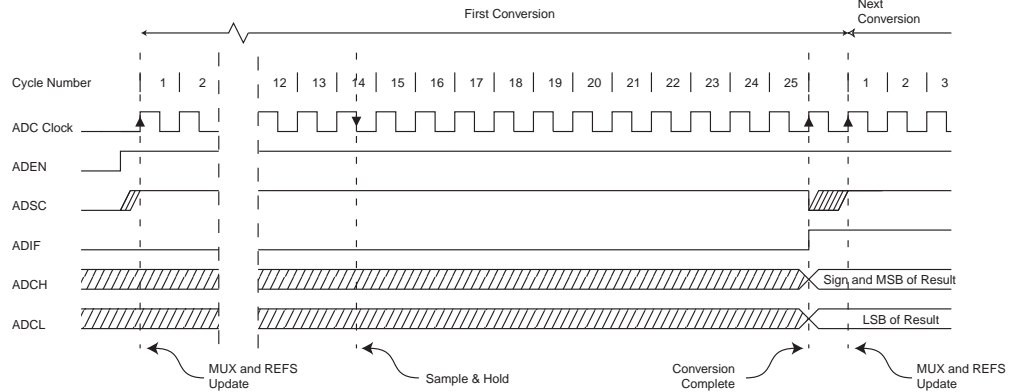 Next
Conversion
First Conversion
Cycle Number
1 2 12 13 14 15 16 17 18 19 20 21 22 23 24 25 1 2 3
ADC Clock
ADEN
ADSC
ADIF
ADCH
Sign and MSB of Result
ADCL
LSB of Result
MUX and REFS
Update
Sample & Hold
Conversion
Complete
MUX and REFS
Update